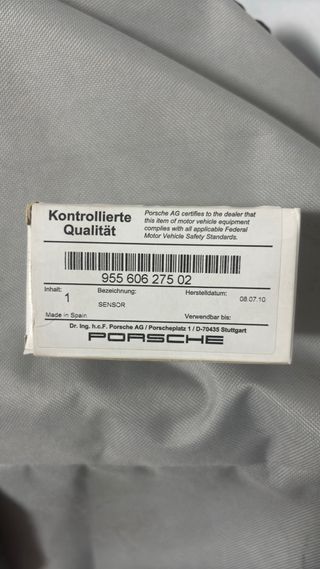 Kontrollierte
Qualität
Porsche AG certifies to the dealer that
this item of motor vehicle equipment
complies with all applicable Federal
Motor Vehicle Safety Standards.
955 606 275 02
Inhalt: Bezeichnung: Herstelldatum:
1 SENSOR 08.07.10
Made in Spain Verwendbar bis:
Dr. Ing. h.c.F. Porsche AG / Porscheplatz 1 / D-70435 Stuttgart
PORSCHE